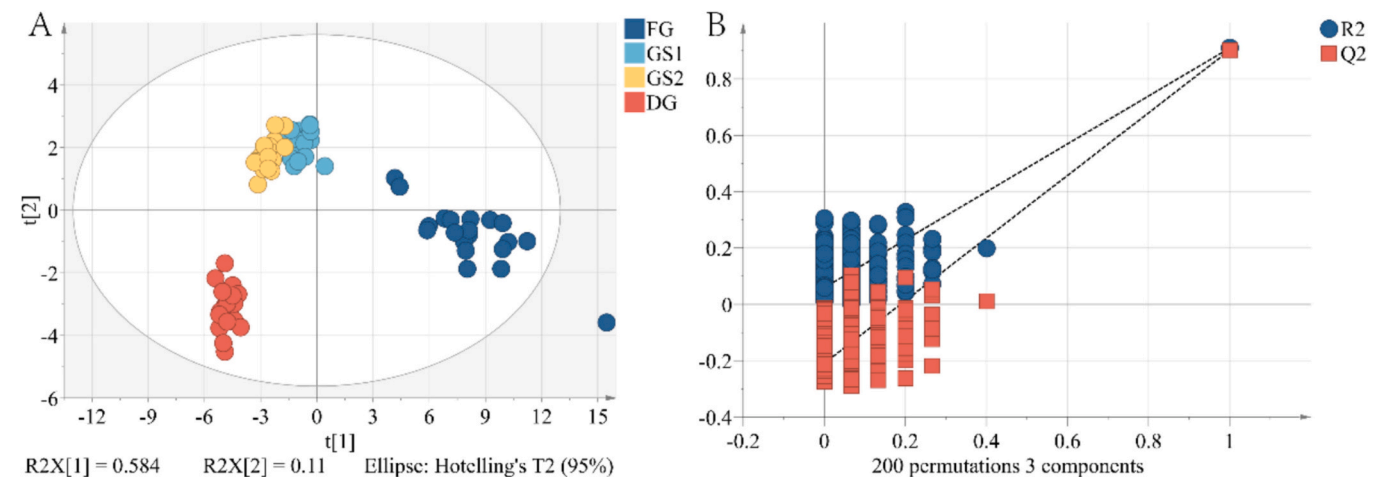 A
FG
GS1
GS2
DG
4
2
0
-2
-4
-6
t[2]
-12 -9 -6 -3 0 3 6 9 12 15
t[1]
R2X[1] = 0.584 R2X[2] = 0.11 Ellipse: Hotelling's T2 (95%)
B
R2
Q2
0.8
0.6
0.4
0.2
0
-0.2
-0.4
-0.2 0 0.2 0.4 0.6 0.8 1
200 permutations 3 components